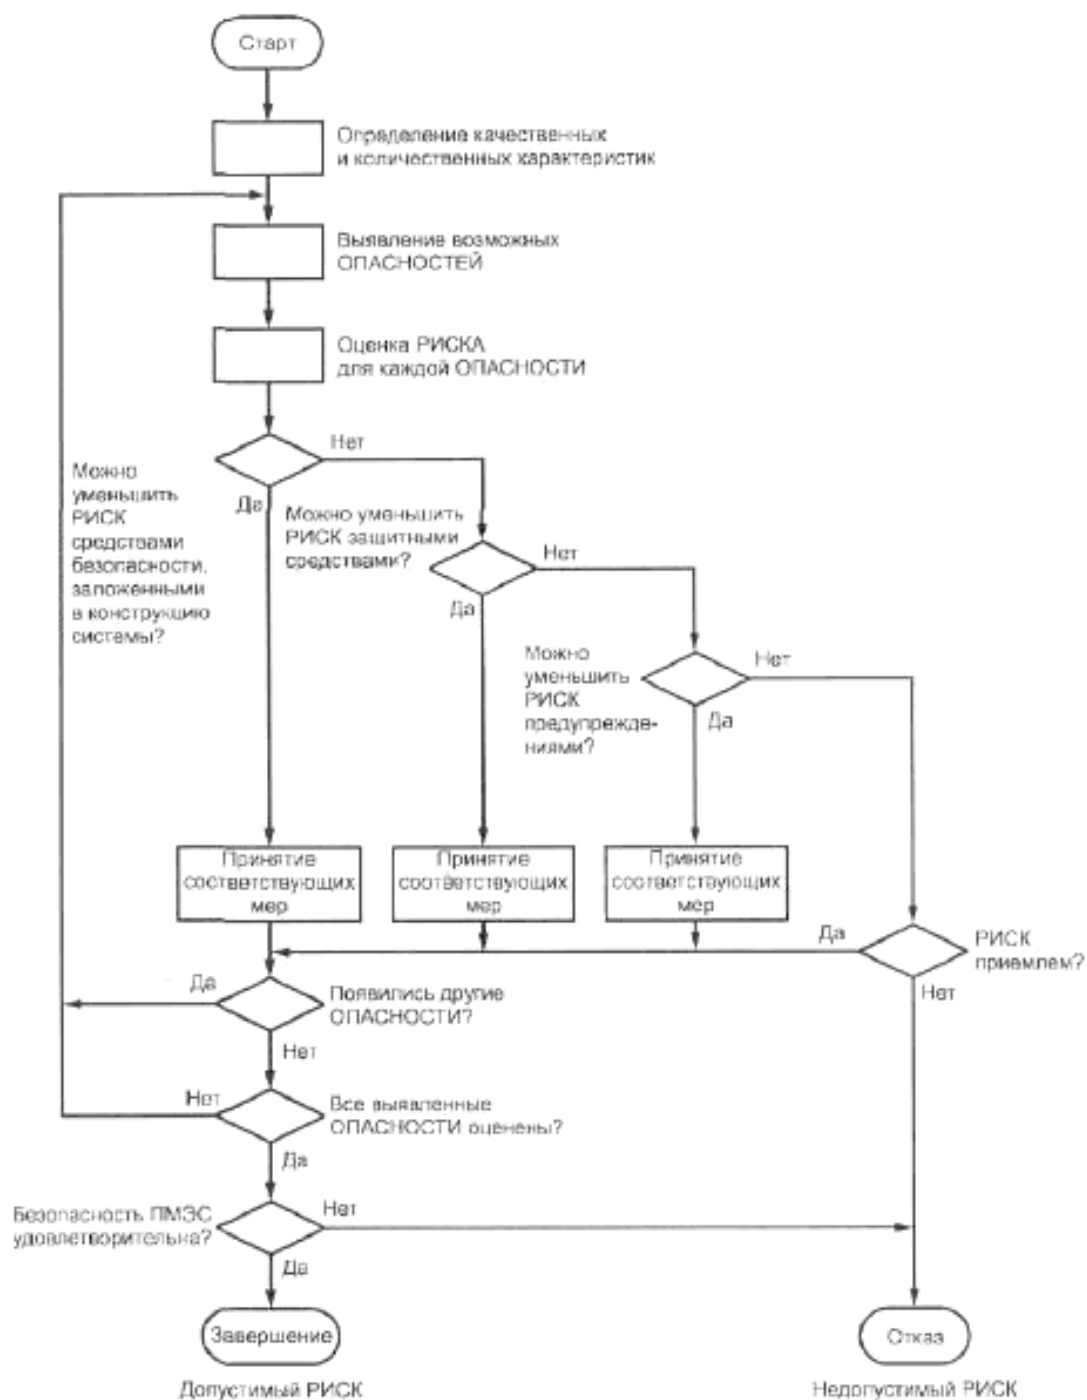 Старт
Определение качественных
и количественных характеристик
Выявление возможных
ОПАСНОСТЕЙ
Оценка РИСКА
для каждой ОПАСНОСТИ
Нет
Да
Можно
уменьшить
РИСК
средствами
безопасности,
заложенными
в конструкцию
системы?
Можно уменьшить
РИСК защитными
средствами?
Нет
Да
Можно
уменьшить
РИСК
предупрежде-
ниями?
Нет
Да
Принятие
соответствующих
мер
Принятие
соответствующих
мер
Принятие
соответствующих
мер
Да
РИСК
приемлем?
Нет
Да
Появились другие
ОПАСНОСТИ?
Нет
Нет
Все выявленные
ОПАСНОСТИ оценены?
Да
Безопасность ПМЭС
удовлетворительна?
Нет
Да
Завершение
Отказ
Допустимый РИСК
Недопустимый РИСК